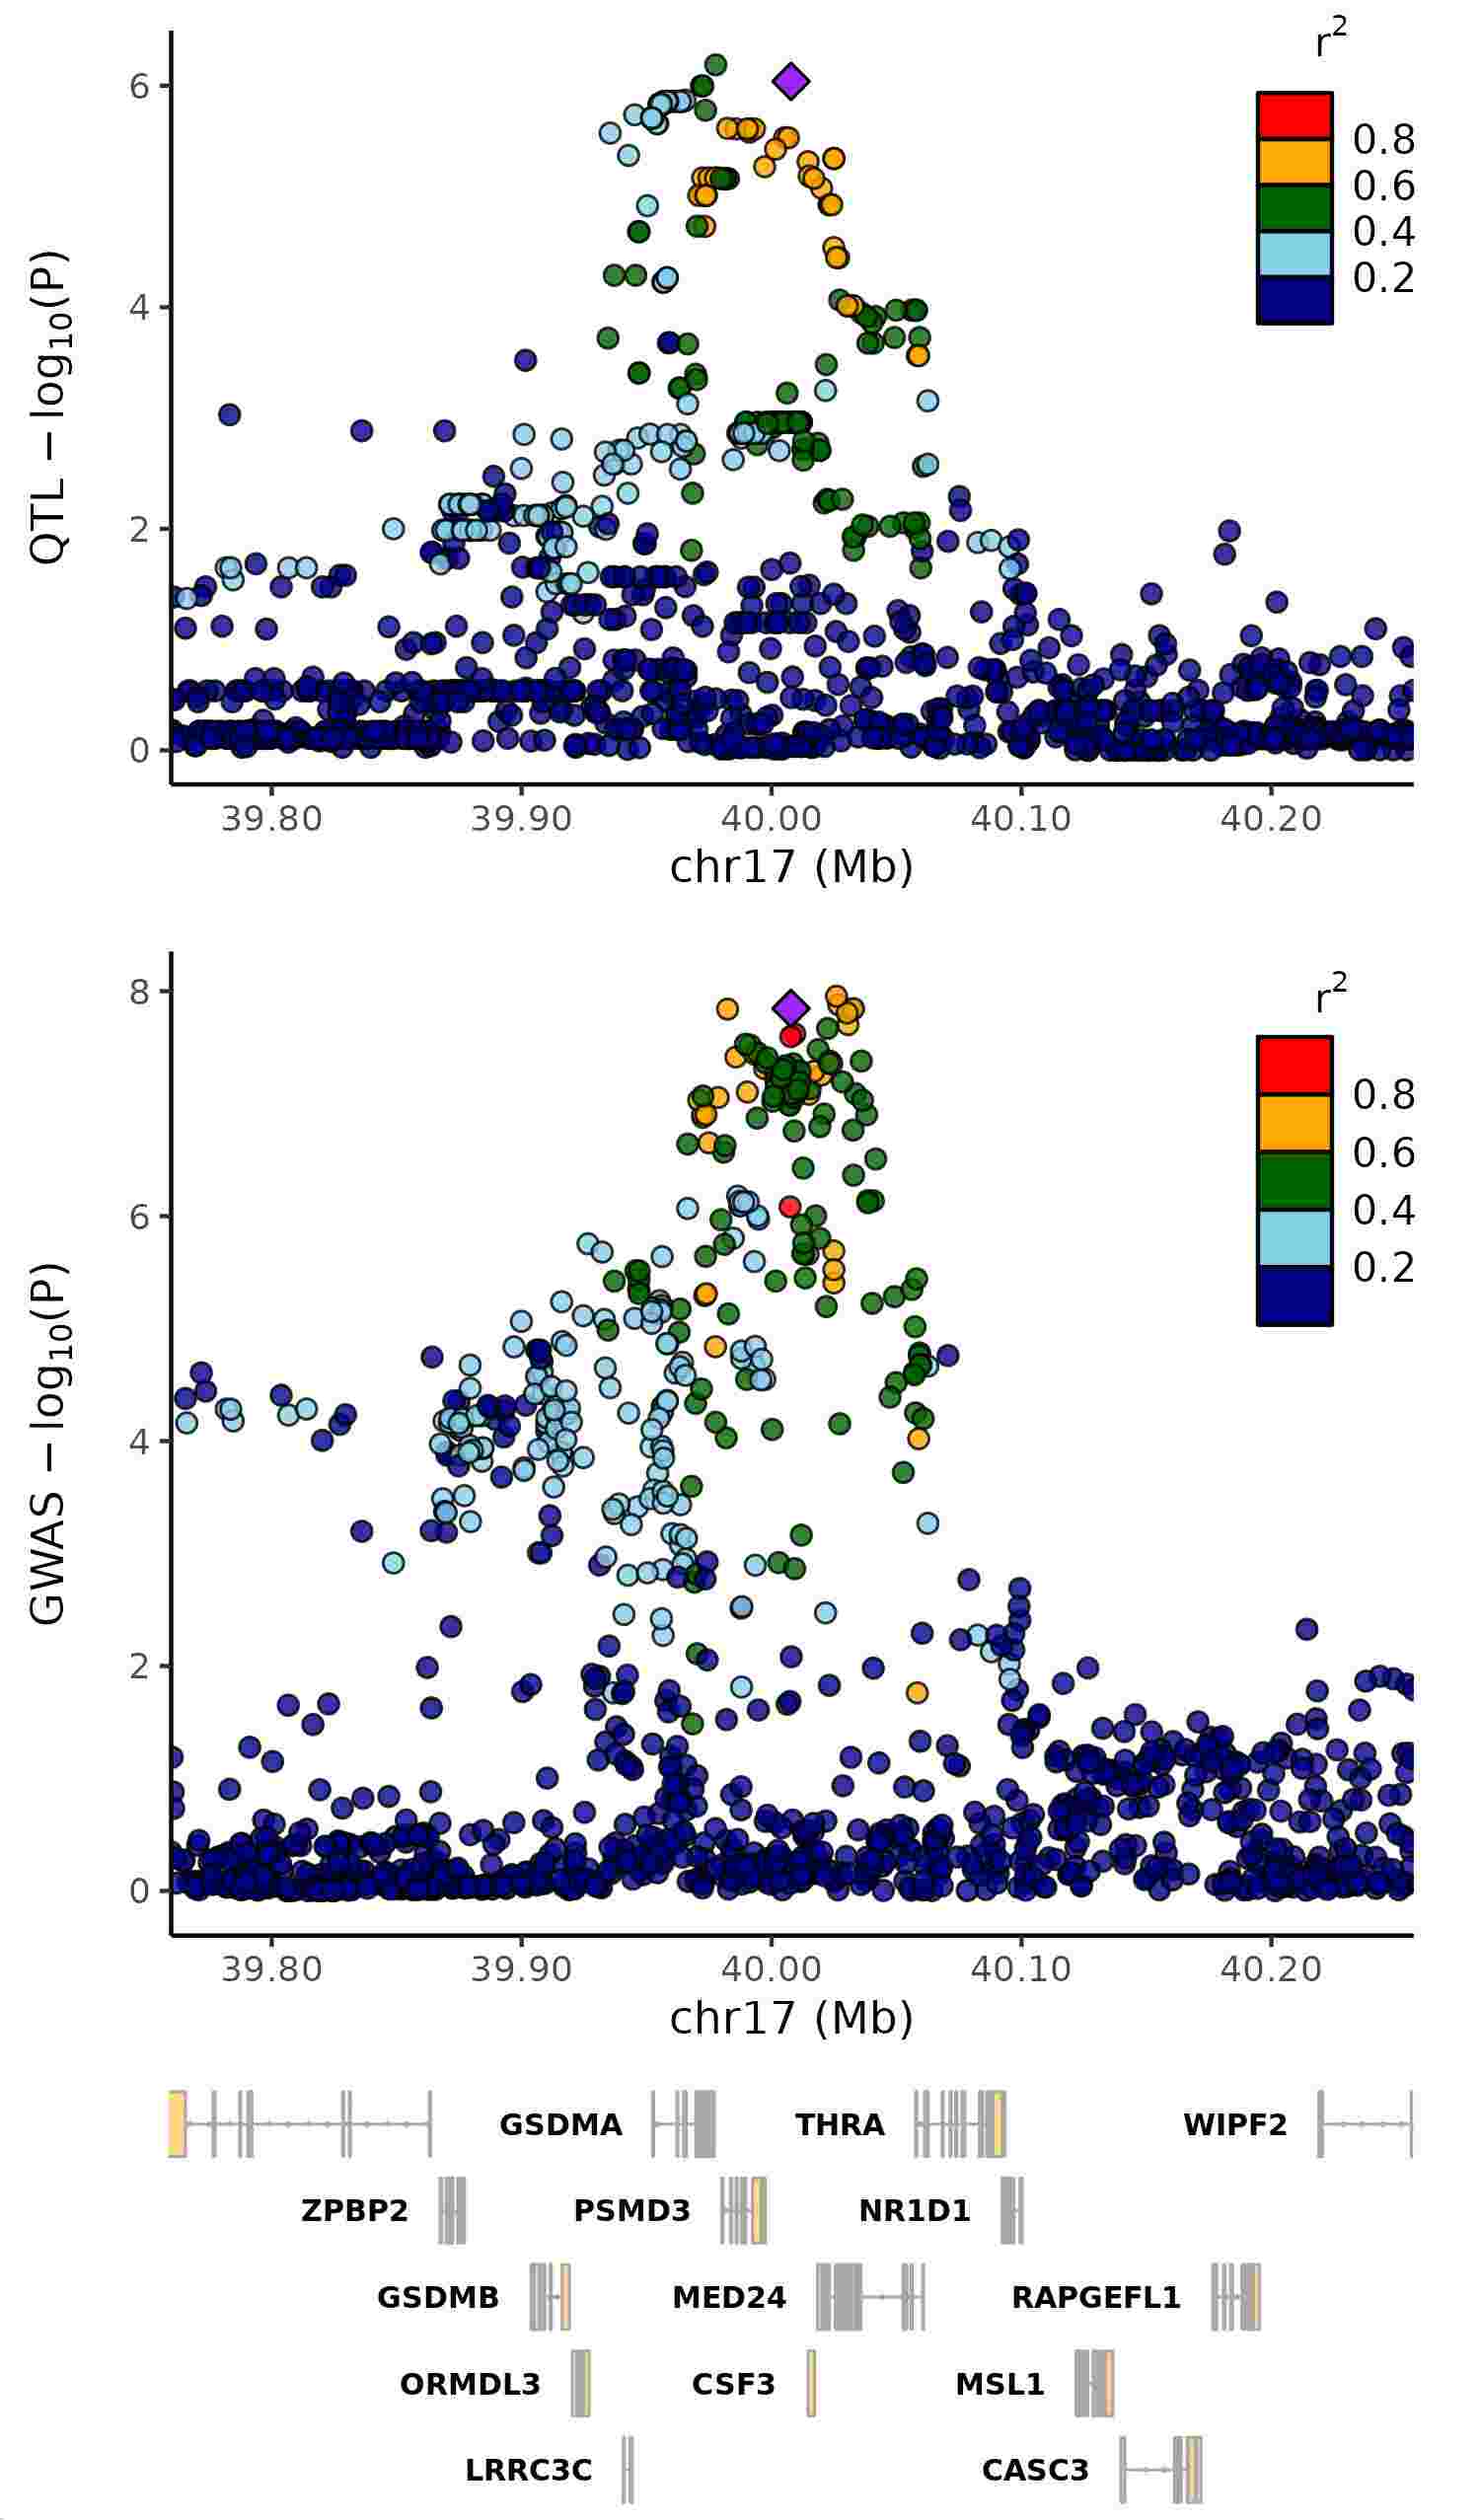 r2
6
4
2
0
QTL −log10(P)
0.8
0.6
0.4
0.2
39.80 39.90 40.00 40.10 40.20
chr17 (Mb)
r2
8
6
4
2
0
GWAS −log10(P)
0.8
0.6
0.4
0.2
39.80 39.90 40.00 40.10 40.20
chr17 (Mb)
GSDMA THRA WIPF2
ZPBP2 PSMD3 NR1D1
GSDMB MED24 RAPGEFL1
ORMDL3 CSF3 MSL1
LRRC3C CASC3